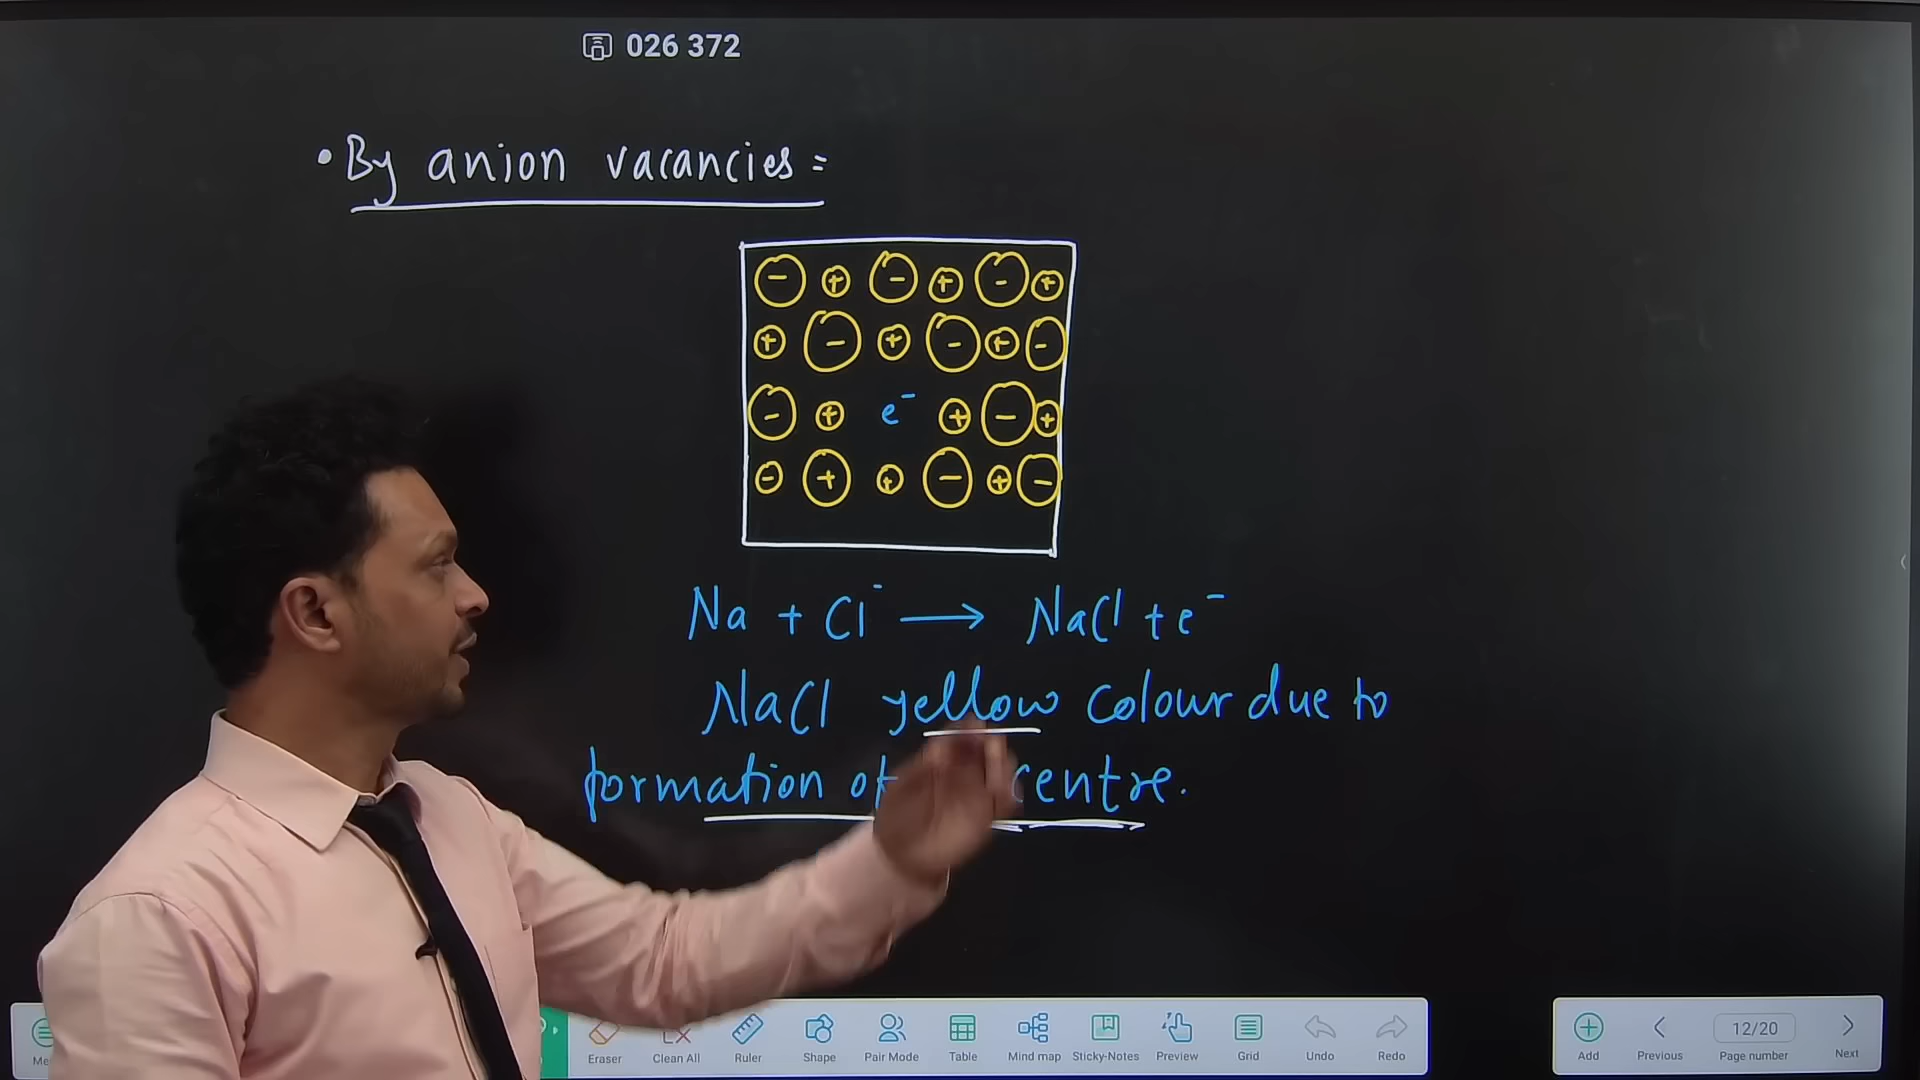 026 372
• By anion vacancies =
- + - + - +
+ - + - + -
- + e⁻ + - +
- + + - + -
Na + Cl⁻ → NaCl + e⁻
NaCl yellow colour due to
formation of centre.
Eraser Clean All Ruler Shape Pair Mode Table Mind map Sticky-Notes Preview Grid Undo Redo
Add Previous 12/20 Page number Next